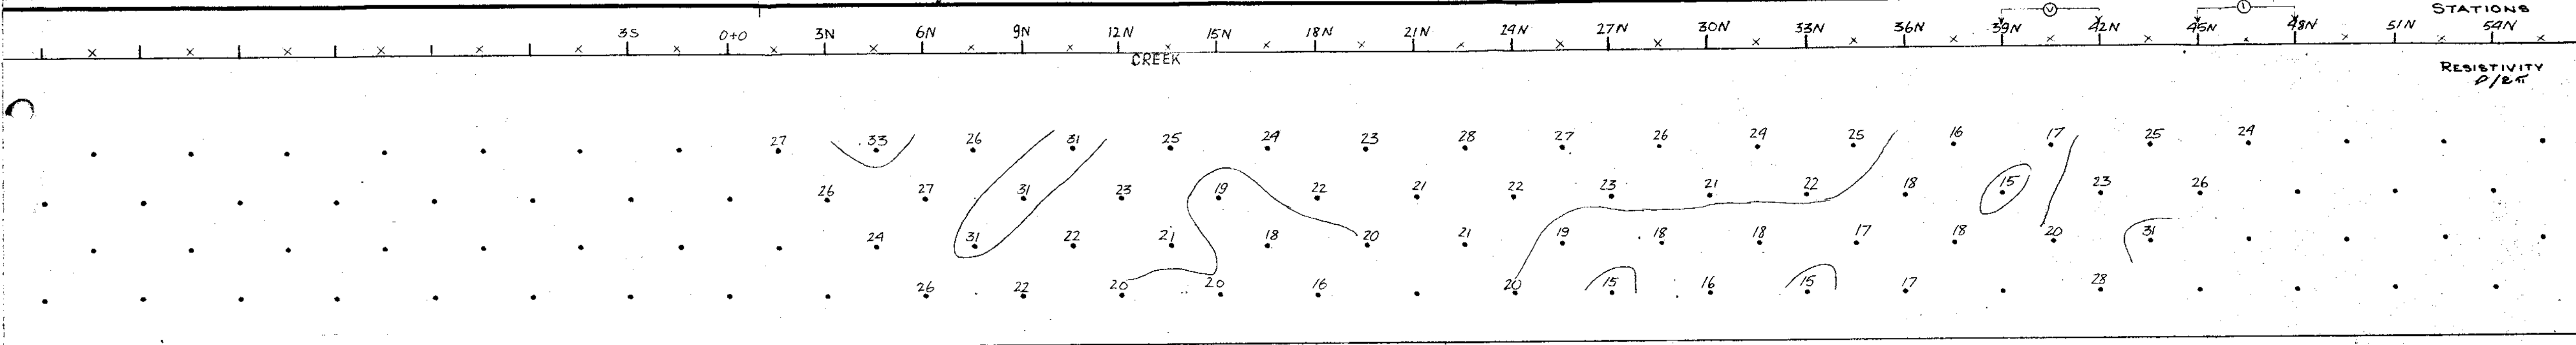 V I STATIONS
3S 0+0 3N 6N 9N 12N 15N 18N 21N 24N 27N 30N 33N 36N 39N 42N 45N 48N 51N 54N
CREEK
RESISTIVITY
ρ/2π
27 33 26 31 25 24 23 28 27 26 24 25 16 17 25 24
26 27 31 23 19 22 21 22 23 21 22 18 15 23 26
24 31 22 21 18 20 21 19 18 18 17 18 20 31
26 22 20 20 16 20 15 16 15 17 28